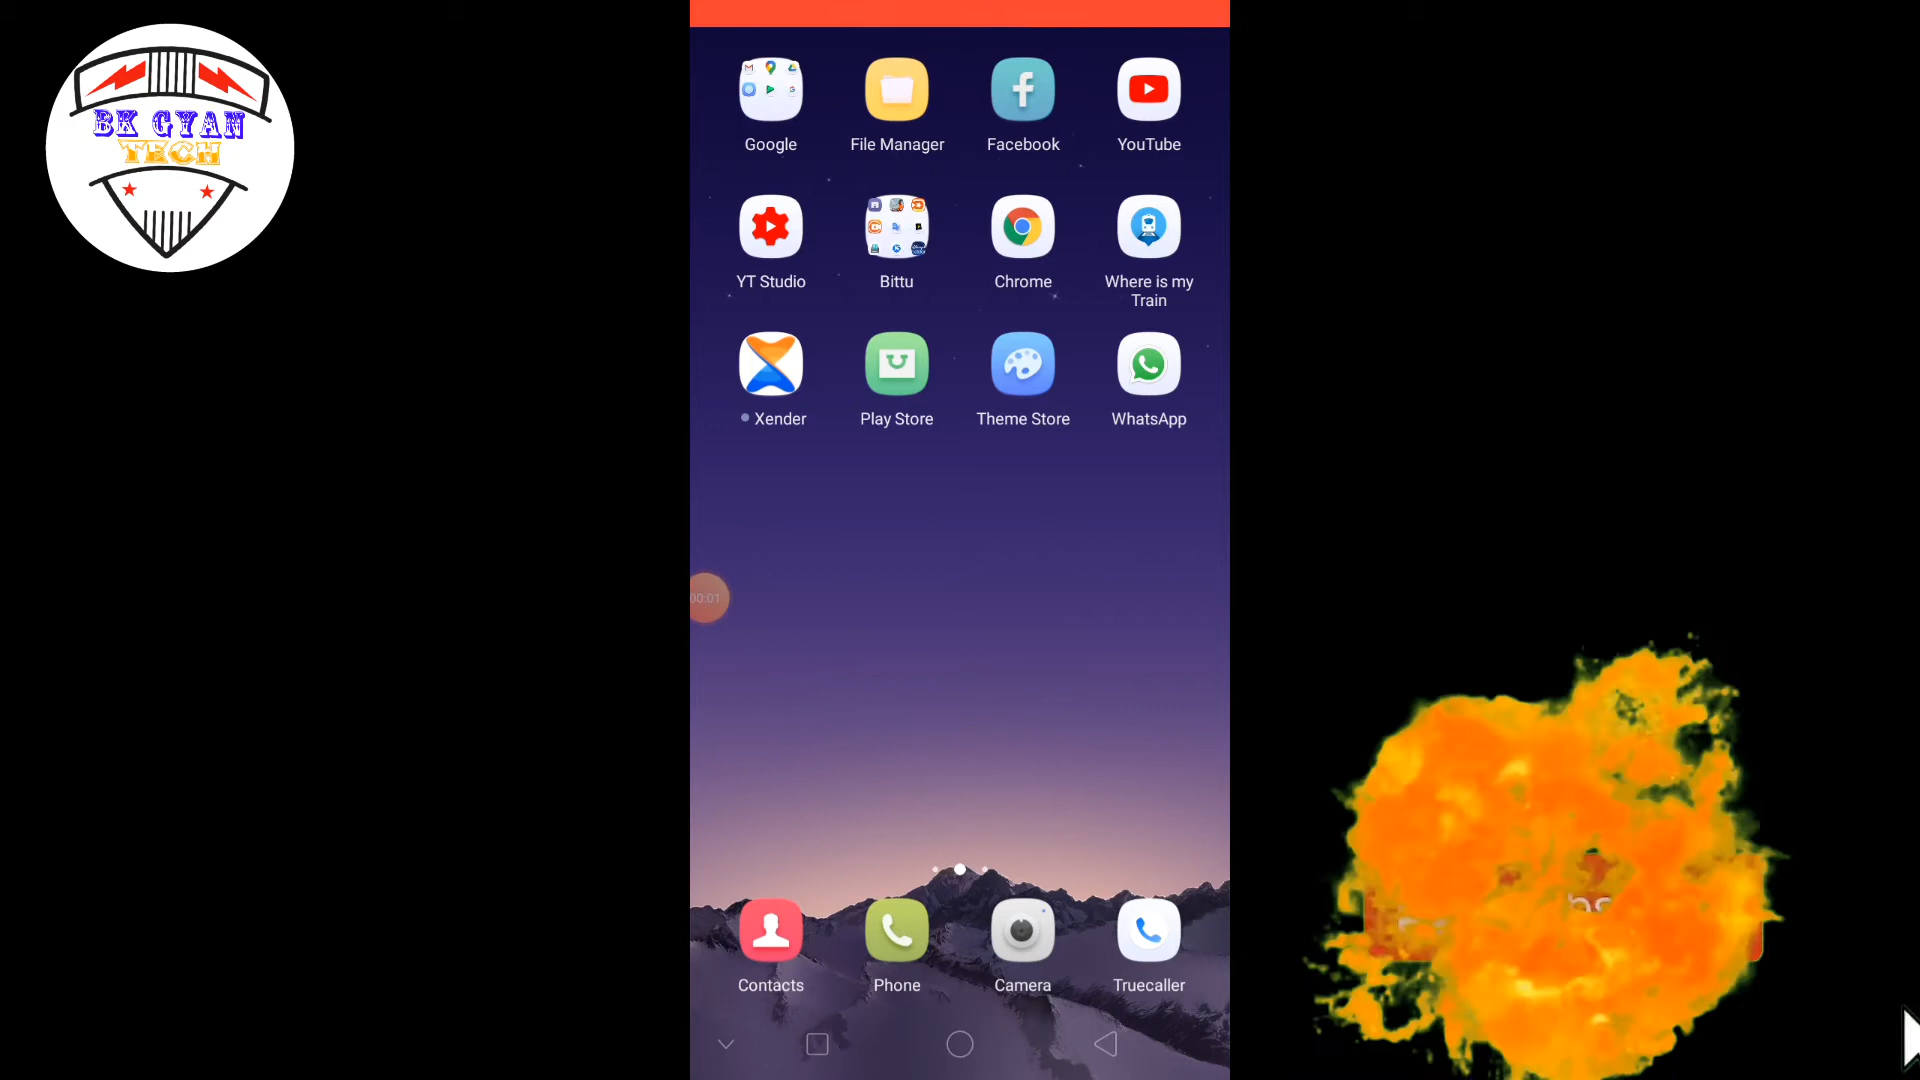 BK GYAN
TECH
Google
File Manager
Facebook
YouTube
YT Studio
Bittu
Chrome
Where is my
Train
Xender
Play Store
Theme Store
WhatsApp
00:01
Contacts
Phone
Camera
Truecaller